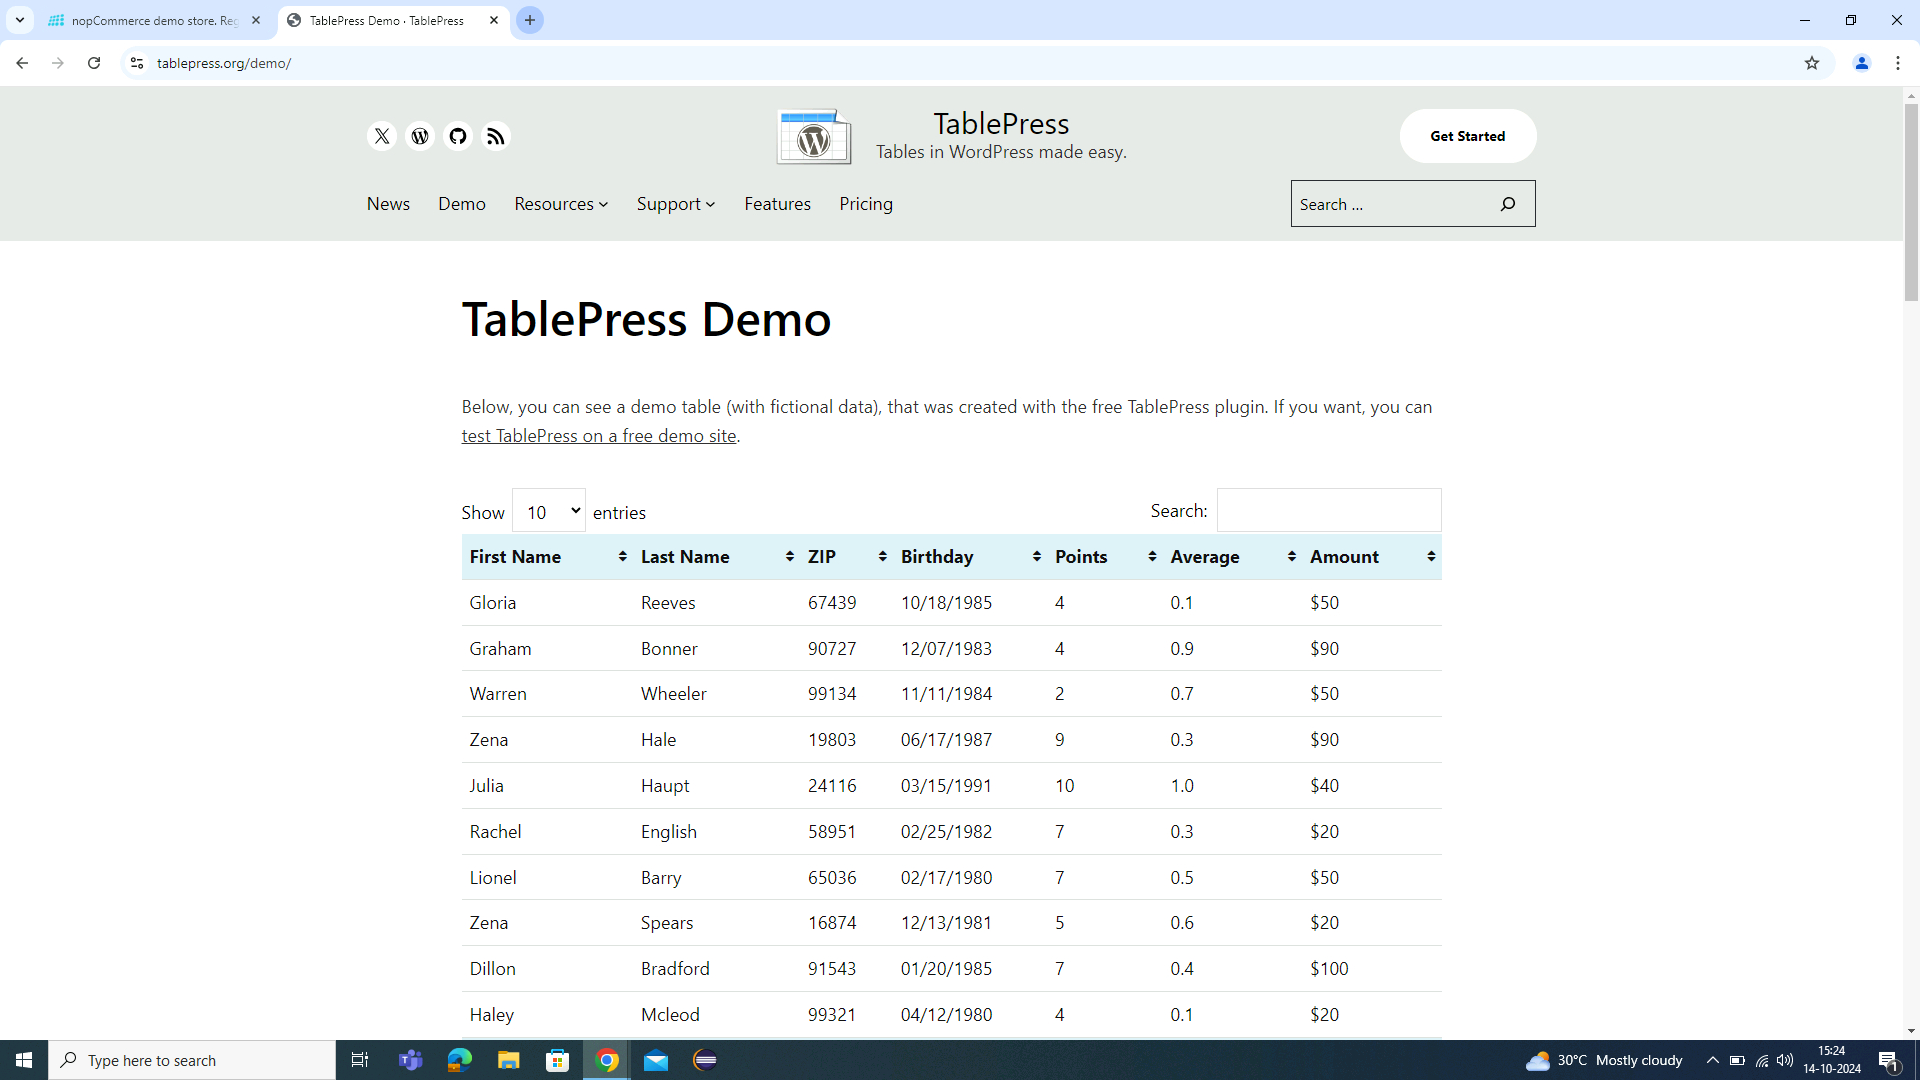 nopCommerce demo store. Reg
TablePress Demo · TablePress
tablepress.org/demo/
TablePress
Tables in WordPress made easy.
Get Started
News Demo Resources Support Features Pricing
Search ...
TablePress Demo
Below, you can see a demo table (with fictional data), that was created with the free TablePress plugin. If you want, you can
test TablePress on a free demo site.
Show 10 entries Search:
First Name Last Name ZIP Birthday Points Average Amount
Gloria Reeves 67439 10/18/1985 4 0.1 $50
Graham Bonner 90727 12/07/1983 4 0.9 $90
Warren Wheeler 99134 11/11/1984 2 0.7 $50
Zena Hale 19803 06/17/1987 9 0.3 $90
Julia Haupt 24116 03/15/1991 10 1.0 $40
Rachel English 58951 02/25/1982 7 0.3 $20
Lionel Barry 65036 02/17/1980 7 0.5 $50
Zena Spears 16874 12/13/1981 5 0.6 $20
Dillon Bradford 91543 01/20/1985 7 0.4 $100
Haley Mcleod 99321 04/12/1980 4 0.1 $20
Type here to search
30°C Mostly cloudy
15:24
14-10-2024
1